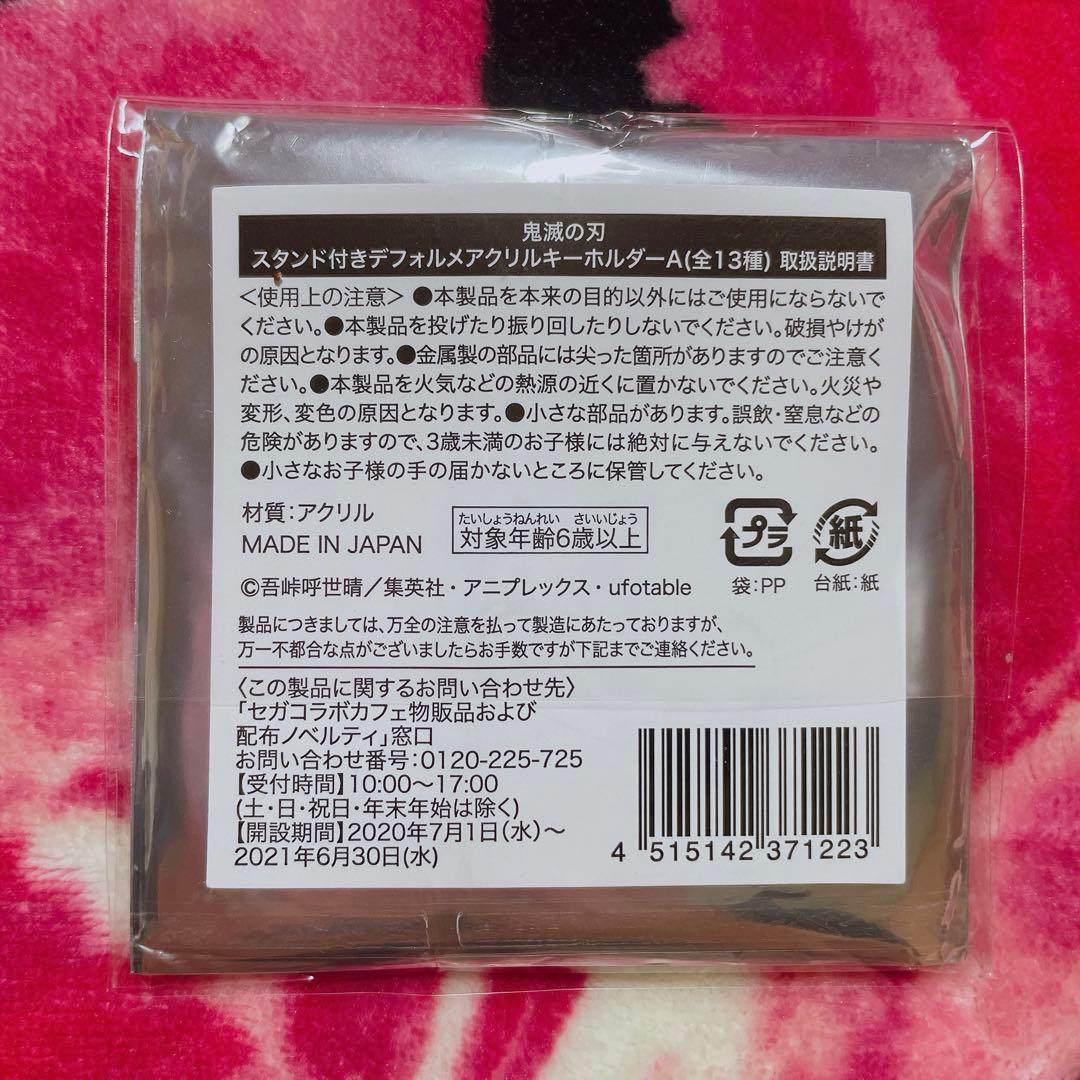 鬼滅の刃
スタンド付きデフォルメアクリルキーホルダーA(全13種) 取扱説明書
＜使用上の注意＞ ●本製品を本来の目的以外にはご使用にならないで
ください。●本製品を投げたり振り回したりしないでください。破損やけが
の原因となります。●金属製の部品には尖った箇所がありますのでご注意く
ださい。●本製品を火気などの熱源の近くに置かないでください。火災や
変形、変色の原因となります。●小さな部品があります。誤飲・窒息などの
危険がありますので、3歳未満のお子様には絶対に与えないでください。
●小さなお子様の手の届かないところに保管してください。
材質：アクリル
MADE IN JAPAN
たいしょうねんれい さいいじょう
対象年齢6歳以上
プラ
袋：PP
紙
台紙：紙
©吾峠呼世晴／集英社・アニプレックス・ufotable
製品につきましては、万全の注意を払って製造にあたっておりますが、
万一不都合な点がございましたらお手数ですが下記までご連絡ください。
〈この製品に関するお問い合わせ先〉
「セガコラボカフェ物販品および
配布ノベルティ」窓口
お問い合わせ番号：0120-225-725
【受付時間】10:00～17:00
(土・日・祝日・年末年始は除く)
【開設期間】2020年7月1日（水）～
2021年6月30日(水)
4 515142 371223